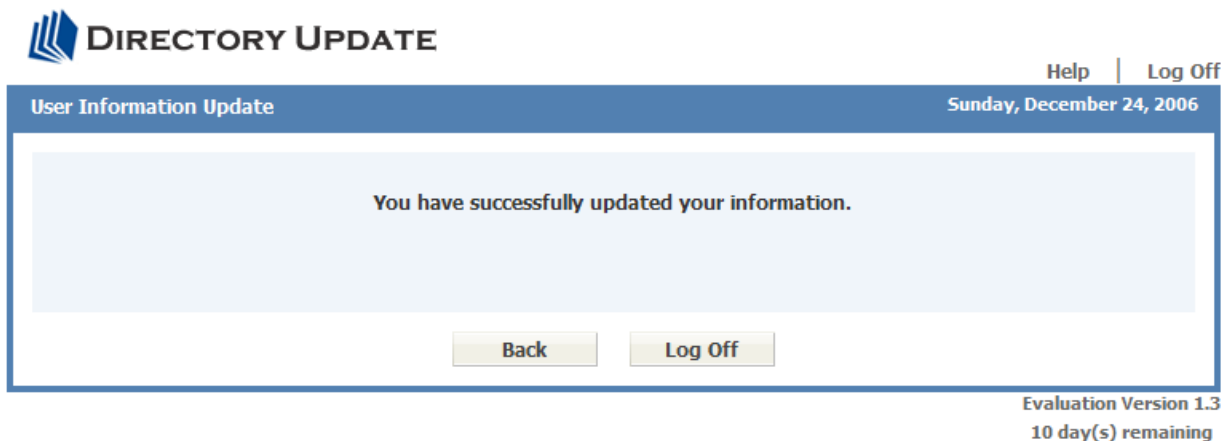 DIRECTORY UPDATE
Help | Log Off
User Information Update Sunday, December 24, 2006
You have successfully updated your information.
Back Log Off
Evaluation Version 1.3
10 day(s) remaining